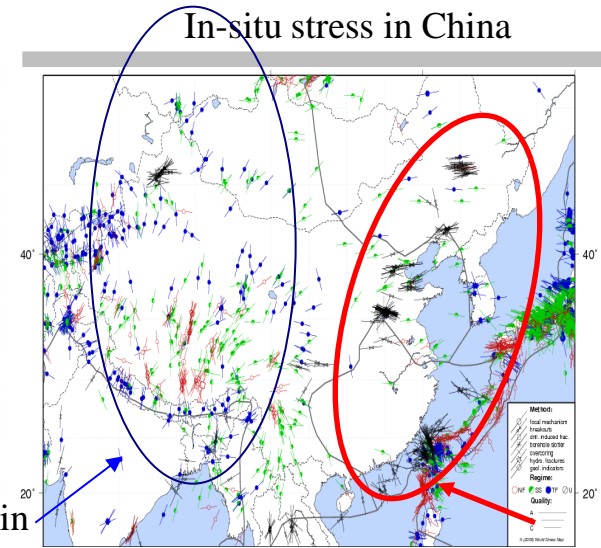 In-situ stress in China
40˚
40˚
20˚
20˚
Method:
focal mechanism
breakouts
drill. induced frac.
borehole slotter
overcoring
hydro. fractures
geol. indicators
Regime:
NF SS TF U
Quality:
A
C
© (2008) World Stress Map
in